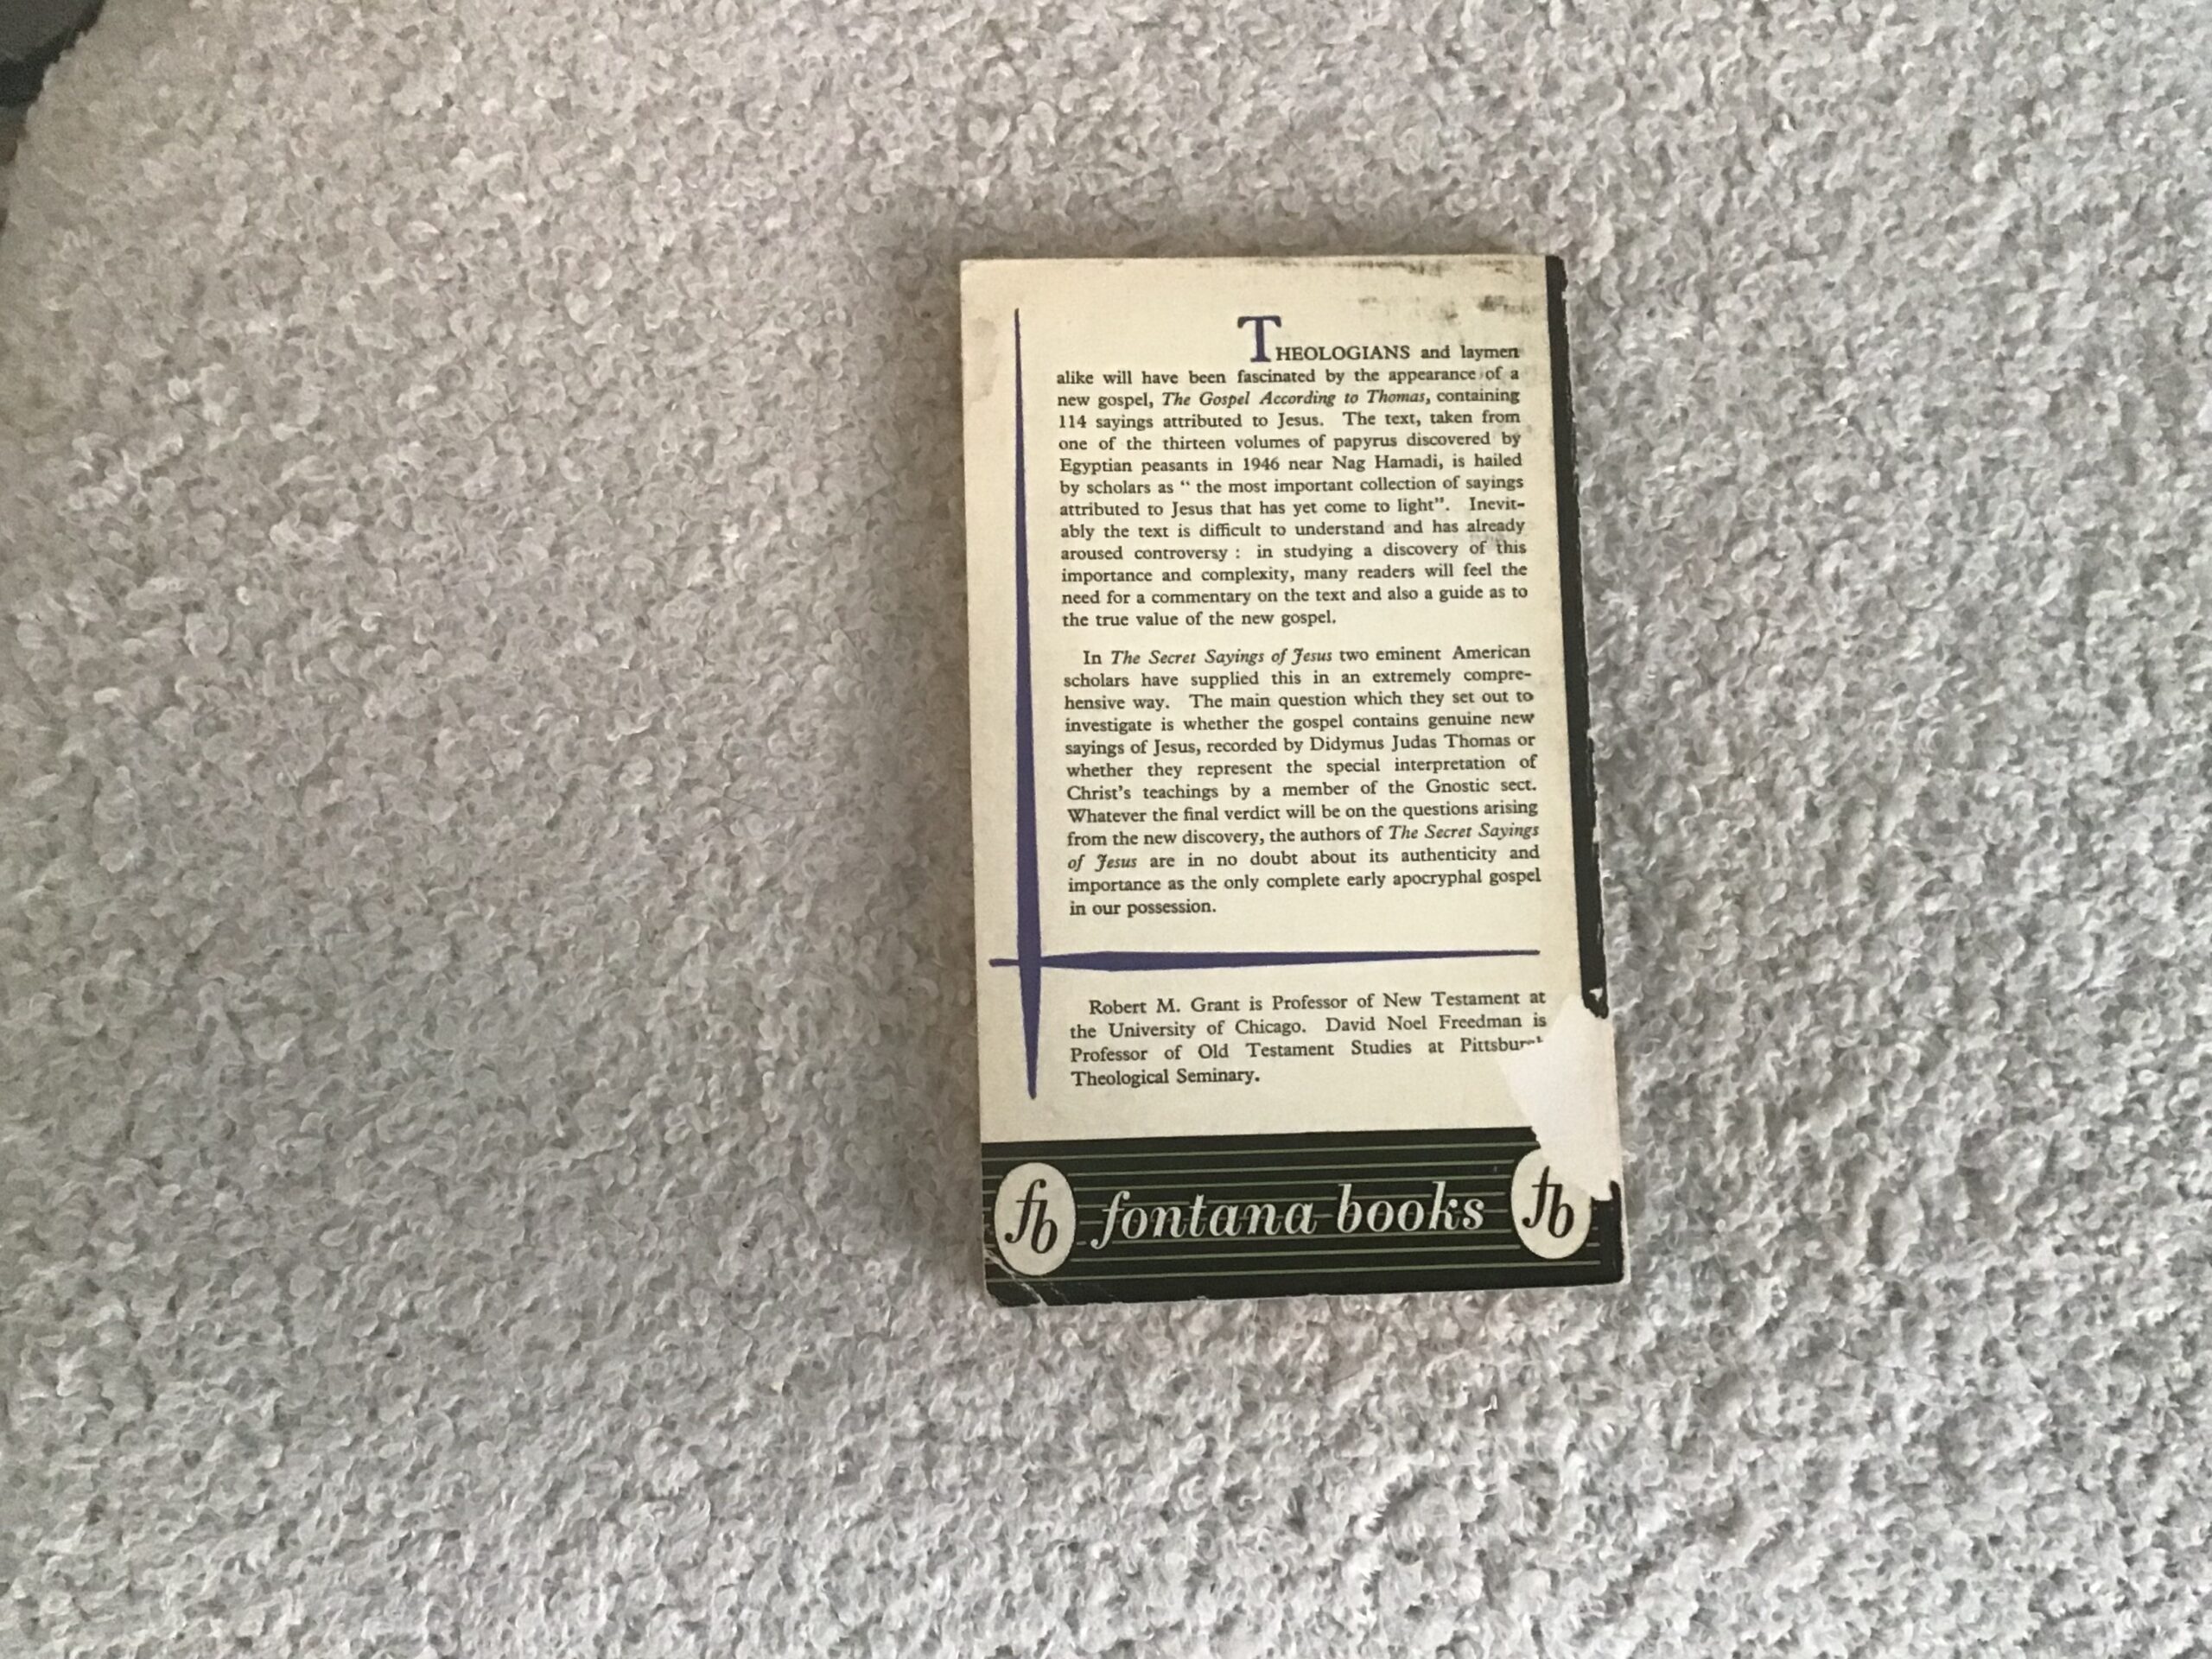 THEOLOGIANS and laymen
alike will have been fascinated by the appearance of a
new gospel, The Gospel According to Thomas, containing
114 sayings attributed to Jesus. The text, taken from
one of the thirteen volumes of papyrus discovered by
Egyptian peasants in 1946 near Nag Hamadi, is hailed
by scholars as “ the most important collection of sayings
attributed to Jesus that has yet come to light”. Inevit-
ably the text is difficult to understand and has already
aroused controversy : in studying a discovery of this
importance and complexity, many readers will feel the
need for a commentary on the text and also a guide as to
the true value of the new gospel.
In The Secret Sayings of Jesus two eminent American
scholars have supplied this in an extremely compre-
hensive way. The main question which they set out to
investigate is whether the gospel contains genuine new
sayings of Jesus, recorded by Didymus Judas Thomas or
whether they represent the special interpretation of
Christ's teachings by a member of the Gnostic sect.
Whatever the final verdict will be on the questions arising
from the new discovery, the authors of The Secret Sayings
of Jesus are in no doubt about its authenticity and
importance as the only complete early apocryphal gospel
in our possession.
Robert M. Grant is Professor of New Testament at
the University of Chicago. David Noel Freedman is
Professor of Old Testament Studies at
Theological Seminary.
fb fontana books fb